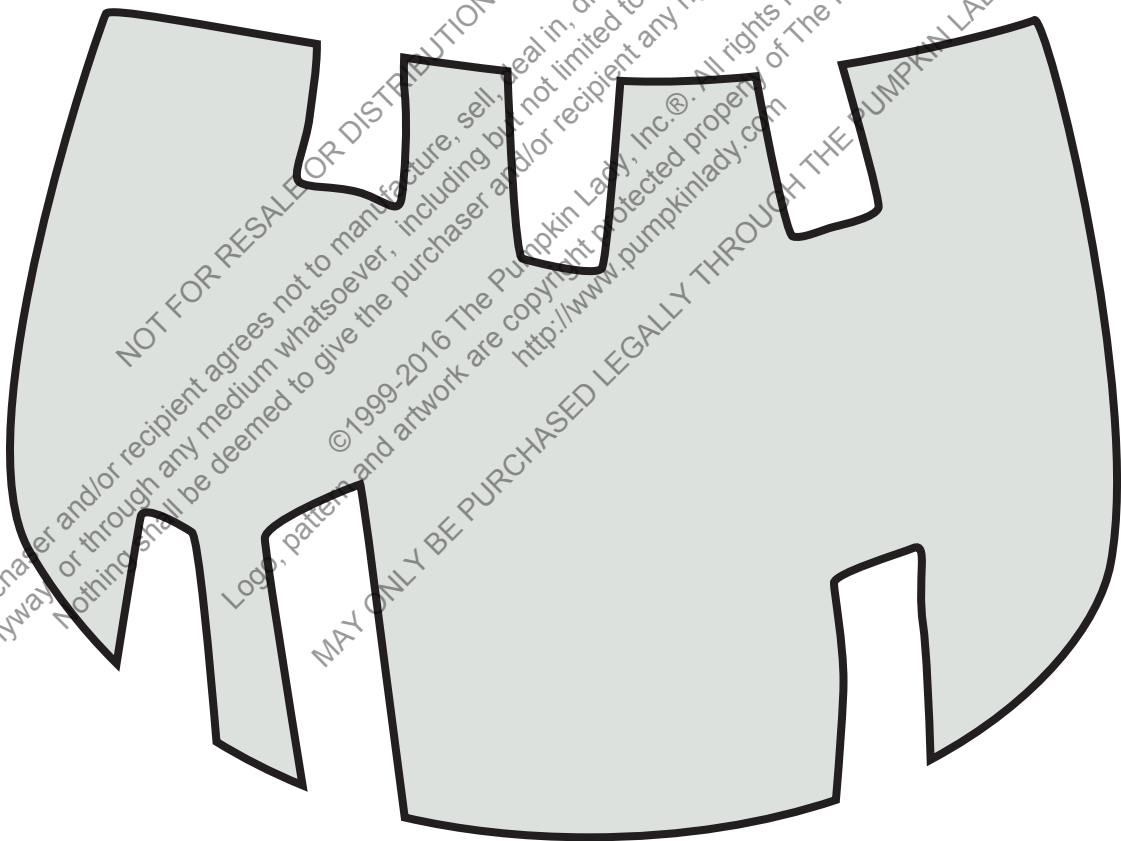 NOT FOR RESALE OR DISTRIBUTION
and/or recipient agrees not to manufacture, sell, deal in,
or through any medium whatsoever, including but not limited to
Nothing shall be deemed to give the purchaser and/or recipient any
©1999-2016 The Pumpkin Lady, Inc.®. All rights
Logo, pattern and artwork are copyright protected property of The
http://www.pumpkinlady.com
MAY ONLY BE PURCHASED LEGALLY THROUGH THE PUMPKIN